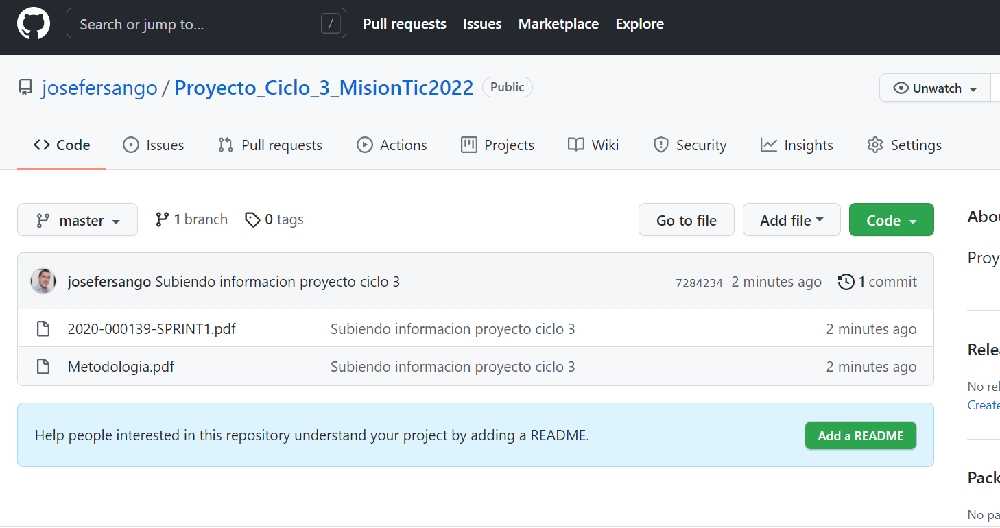 Search or jump to... / Pull requests Issues Marketplace Explore
josefersango / Proyecto_Ciclo_3_MisionTic2022 Public Unwatch
Code Issues Pull requests Actions Projects Wiki Security Insights Settings
master 1 branch 0 tags Go to file Add file Code
josefersango Subiendo informacion proyecto ciclo 3 7284234 2 minutes ago 1 commit
2020-000139-SPRINT1.pdf Subiendo informacion proyecto ciclo 3 2 minutes ago
Metodologia.pdf Subiendo informacion proyecto ciclo 3 2 minutes ago
Help people interested in this repository understand your project by adding a README. Add a README
Abou
Proy
Rele
No rel
Create
Pack
No pa